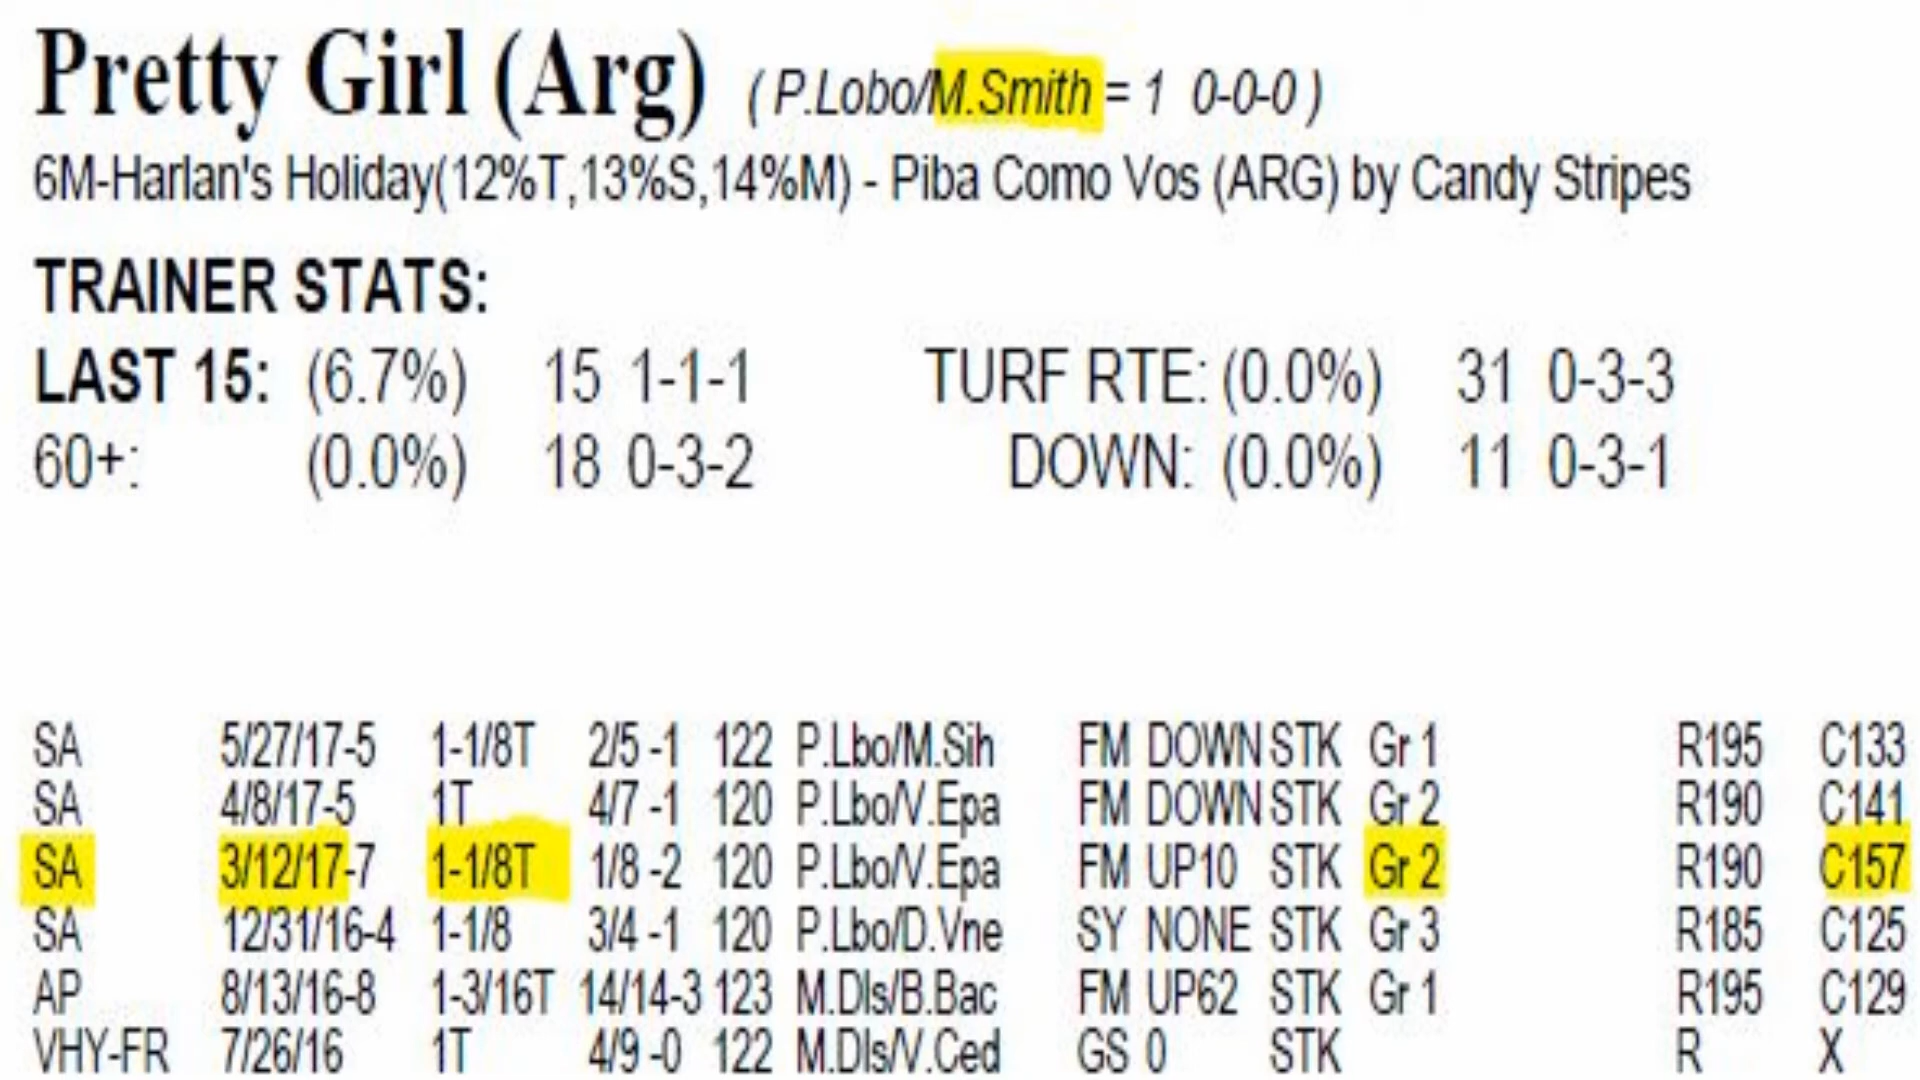 Pretty Girl (Arg) ( P.Lobo/M.Smith = 1 0-0-0 )
6M-Harlan's Holiday(12%T,13%S,14%M) - Piba Como Vos (ARG) by Candy Stripes
TRAINER STATS:
LAST 15: (6.7%) 15 1-1-1 TURF RTE: (0.0%) 31 0-3-3
60+: (0.0%) 18 0-3-2 DOWN: (0.0%) 11 0-3-1
SA 5/27/17-5 1-1/8T 2/5 -1 122 P.Lbo/M.Sih FM DOWN STK Gr 1 R195 C133
SA 4/8/17-5 1T 4/7 -1 120 P.Lbo/V.Epa FM DOWN STK Gr 2 R190 C141
SA 3/12/17-7 1-1/8T 1/8 -2 120 P.Lbo/V.Epa FM UP10 STK Gr 2 R190 C157
SA 12/31/16-4 1-1/8 3/4 -1 120 P.Lbo/D.Vne SY NONE STK Gr 3 R185 C125
AP 8/13/16-8 1-3/16T 14/14-3 123 M.Dls/B.Bac FM UP62 STK Gr 1 R195 C129
VHY-FR 7/26/16 1T 4/9 -0 122 M.Dls/V.Ced GS 0 STK R X